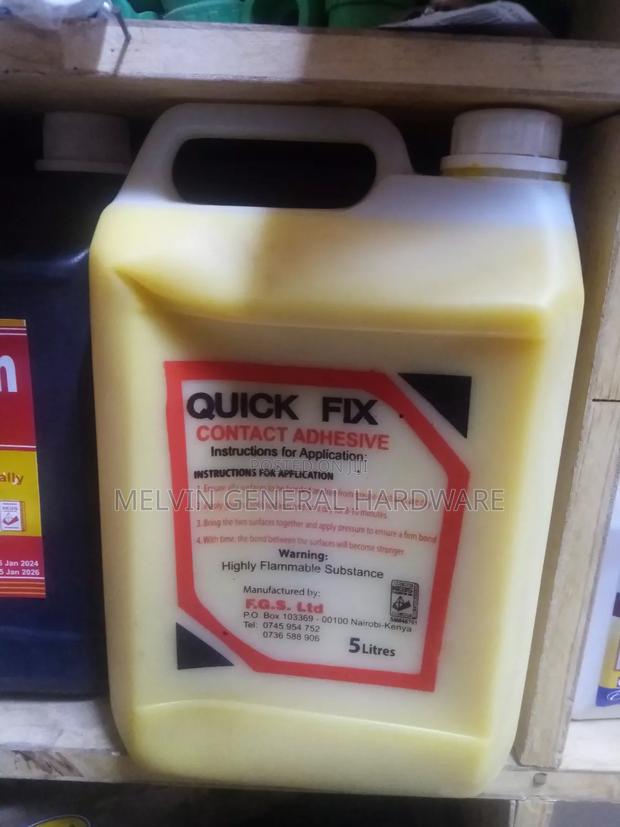 QUICK FIX
CONTACT ADHESIVE
Instructions for Application:
INSTRUCTIONS FOR APPLICATION
POSTED ON JIJI
MELVIN GENERAL HARDWARE
3. Bring the two surfaces together and apply pressure to ensure a firm bond
4. With time, the bond between the surfaces will become stronger
Warning:
Highly Flammable Substance
Manufactured by:
F.G.S. Ltd
P.O. Box 103369 - 00100 Nairobi-Kenya
Tel: 0745 954 752
0736 588 906
5 Litres
ally
Jan 2024
Jan 2026